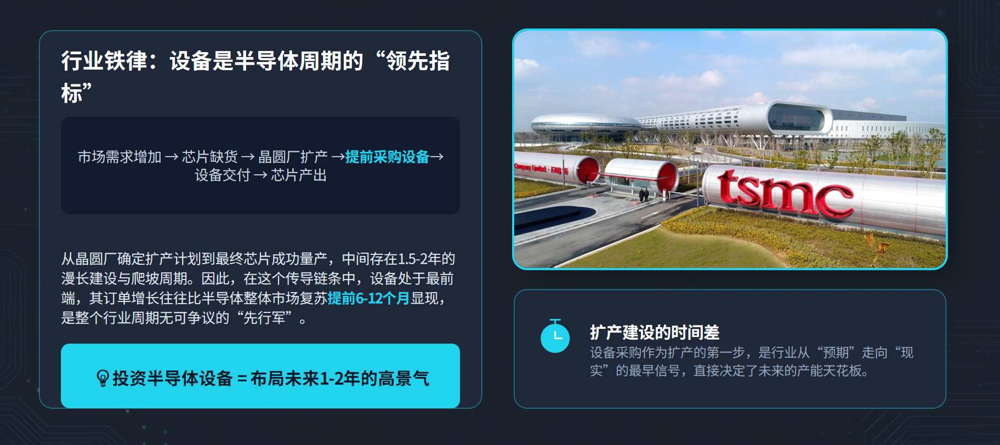 行业铁律：设备是半导体周期的“领先指
标”
市场需求增加 → 芯片缺货 → 晶圆厂扩产 →提前采购设备→
设备交付 → 芯片产出
从晶圆厂确定扩产计划到最终芯片成功量产，中间存在1.5-2年的
漫长建设与爬坡周期。因此，在这个传导链条中，设备处于最前
端，其订单增长往往比半导体整体市场复苏提前6-12个月显现，
是整个行业周期无可争议的“先行军”。
投资半导体设备 = 布局未来1-2年的高景气
Company Limited - FAB 16
tsmc
扩产建设的时间差
设备采购作为扩产的第一步，是行业从“预期”走向“现
实”的最早信号，直接决定了未来的产能天花板。